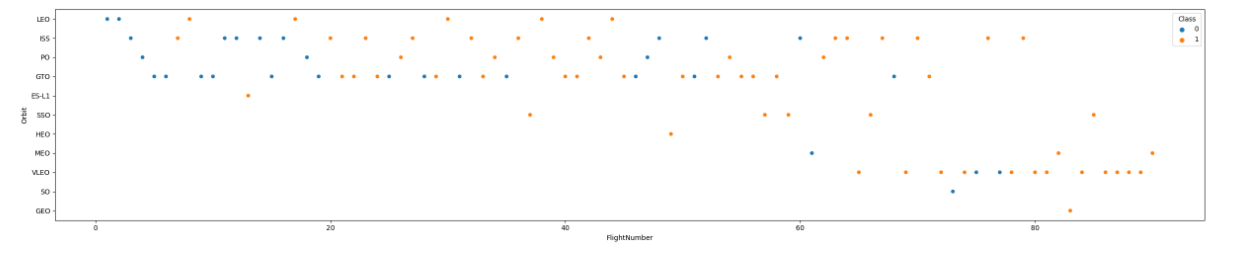 LEO
ISS
PO
GTO
ES-L1
SSO
HEO
MEO
VLEO
SO
GEO
Orbit
0 20 40 60 80
FlightNumber
Class
0
1